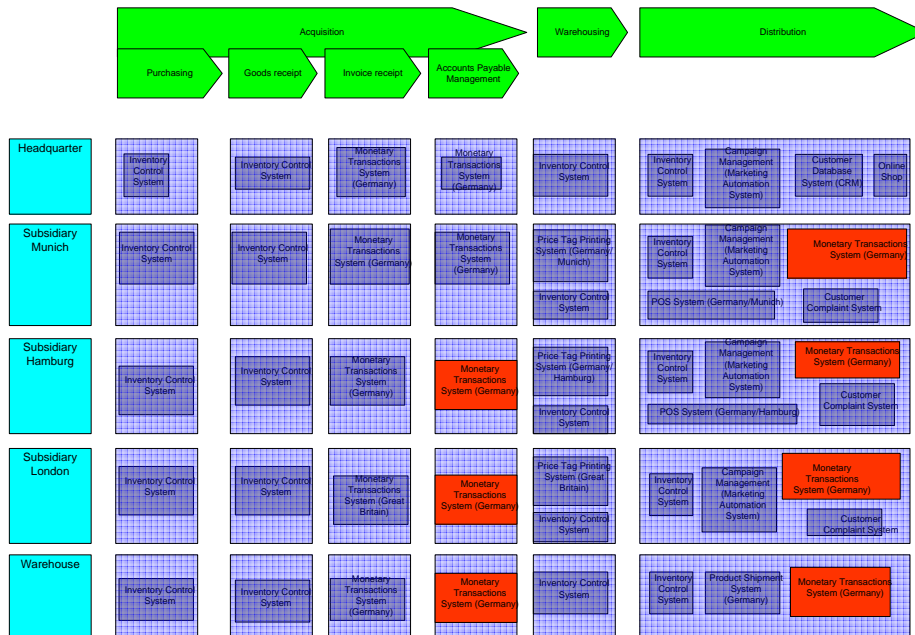 Acquisition
Warehousing
Distribution
Purchasing
Goods receipt
Invoice receipt
Accounts Payable
Management
Headquarter
Inventory
Control
System
Inventory Control
System
Monetary
Transactions
System
(Germany)
Monetary
Transactions
System
(Germany)
Inventory Control
System
Inventory
Control
System
Campaign
Management
(Marketing
Automation
System)
Customer
Database
System (CRM)
Online
Shop
Subsidiary
Munich
Inventory Control
System
Inventory Control
System
Monetary
Transactions
System (Germany)
Monetary
Transactions
System
(Germany)
Price Tag Printing
System (Germany/
Munich)
Inventory Control
System
Inventory
Control
System
Campaign
Management
(Marketing
Automation
System)
Monetary Transactions
System (Germany)
POS System (Germany/Munich)
Customer
Complaint System
Subsidiary
Hamburg
Inventory Control
System
Inventory Control
System
Monetary
Transactions
System
(Germany)
Monetary
Transactions
System (Germany)
Price Tag Printing
System (Germany/
Hamburg)
Inventory Control
System
Inventory
Control
System
Campaign
Management
(Marketing
Automation
System)
Monetary Transactions
System (Germany)
POS System (Germany/Hamburg)
Customer
Complaint System
Subsidiary
London
Inventory Control
System
Inventory Control
System
Monetary
Transactions
System (Great
Britain)
Monetary
Transactions
System (Germany)
Price Tag Printing
System (Great
Britain)
Inventory Control
System
Inventory
Control
System
Campaign
Management
(Marketing
Automation
System)
Monetary
Transactions
System (Germany)
Customer
Complaint System
Warehouse
Inventory Control
System
Inventory Control
System
Monetary
Transactions
System
(Germany)
Monetary
Transactions
System (Germany)
Inventory Control
System
Inventory
Control
System
Product Shipment
System
(Germany)
Monetary Transactions
System (Germany)